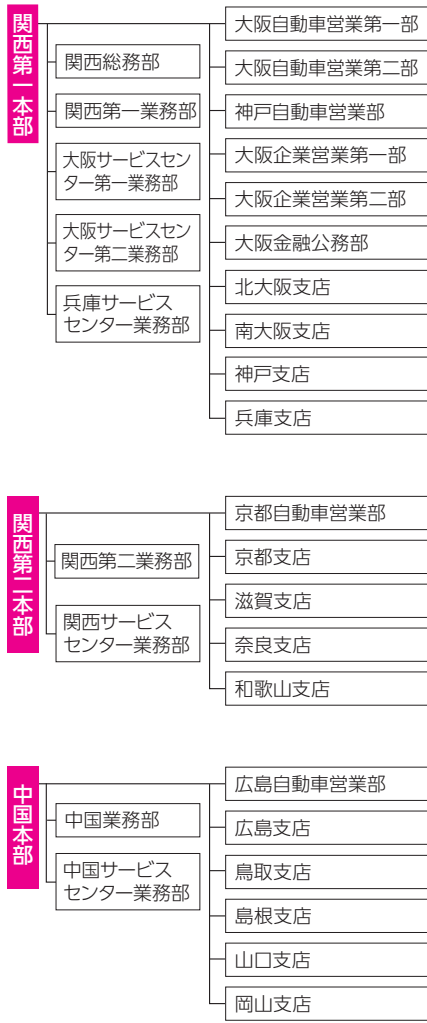 関西第一本部
関西総務部
関西第一業務部
大阪サービスセン
ター第一業務部
大阪サービスセン
ター第二業務部
兵庫サービス
センター業務部
大阪自動車営業第一部
大阪自動車営業第二部
神戸自動車営業部
大阪企業営業第一部
大阪企業営業第二部
大阪金融公務部
北大阪支店
南大阪支店
神戸支店
兵庫支店
関西第二本部
関西第二業務部
関西サービス
センター業務部
京都自動車営業部
京都支店
滋賀支店
奈良支店
和歌山支店
中国本部
中国業務部
中国サービス
センター業務部
広島自動車営業部
広島支店
鳥取支店
島根支店
山口支店
岡山支店